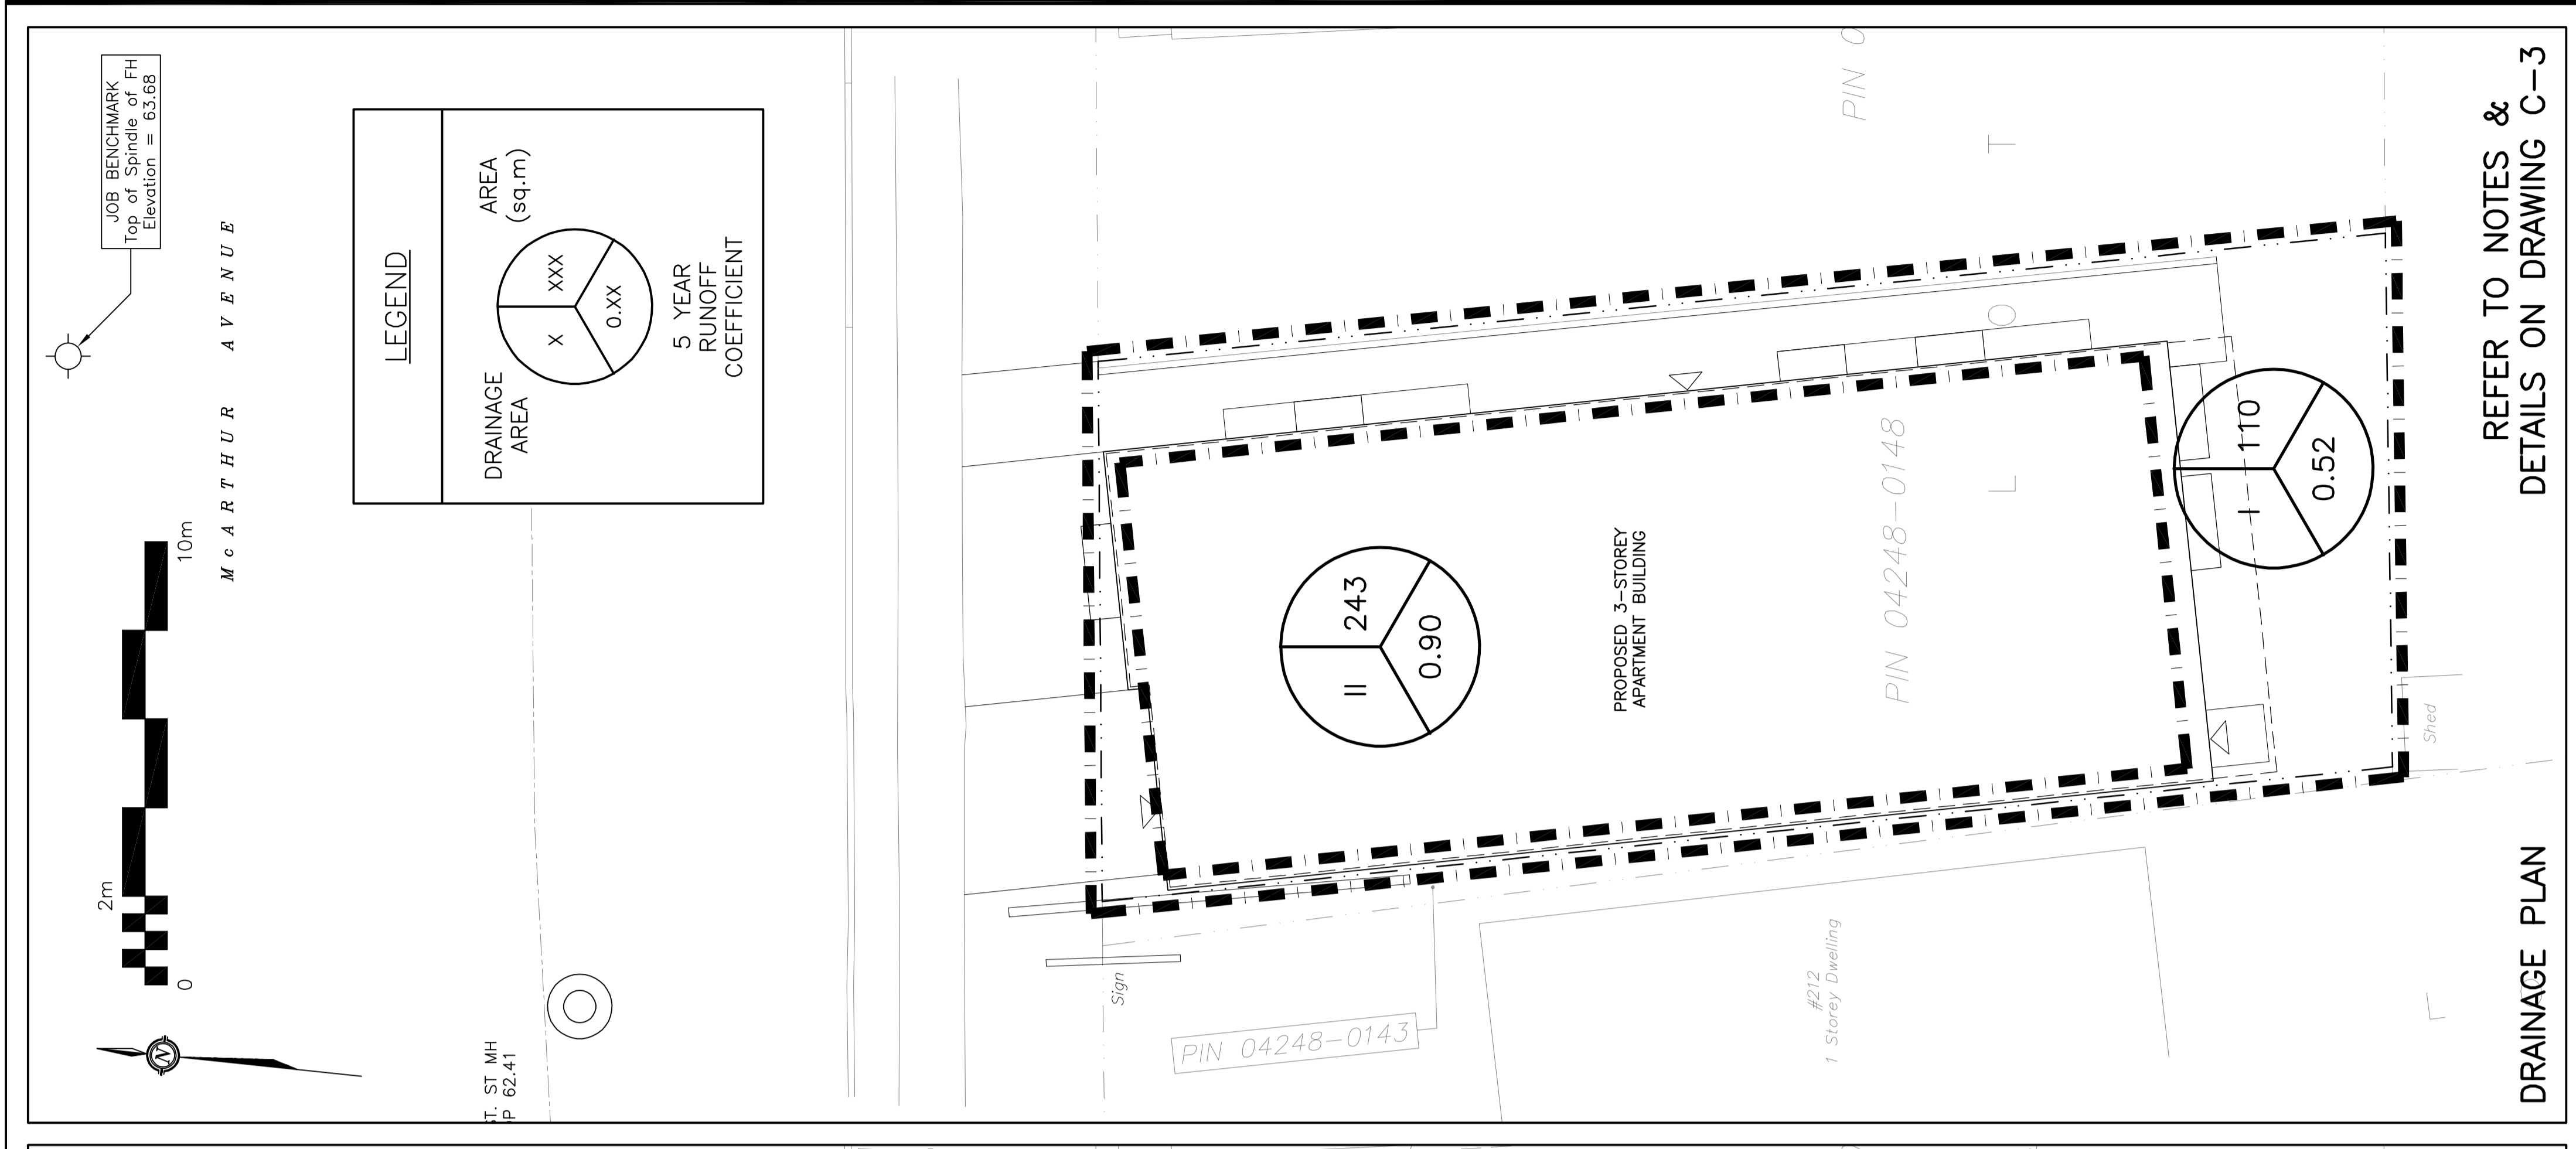 JOB BENCHMARK
Top of Spindle of FH
Elevation = 63.68
McARTHUR AVENUE
0
2m
10m
N
LEGEND
DRAINAGE
AREA
AREA
(sq.m)
X
XXX
0.XX
5 YEAR
RUNOFF
COEFFICIENT
ST. ST MH
62.41
Sign
PIN 04248-0143
#212
1 Storey Dwelling
II
243
0.90
PROPOSED 3-STOREY
APARTMENT BUILDING
PIN 04248-0148
L O T
PIN 0
I
110
0.52
Shed
L
DRAINAGE PLAN
REFER TO NOTES &
DETAILS ON DRAWING C-3